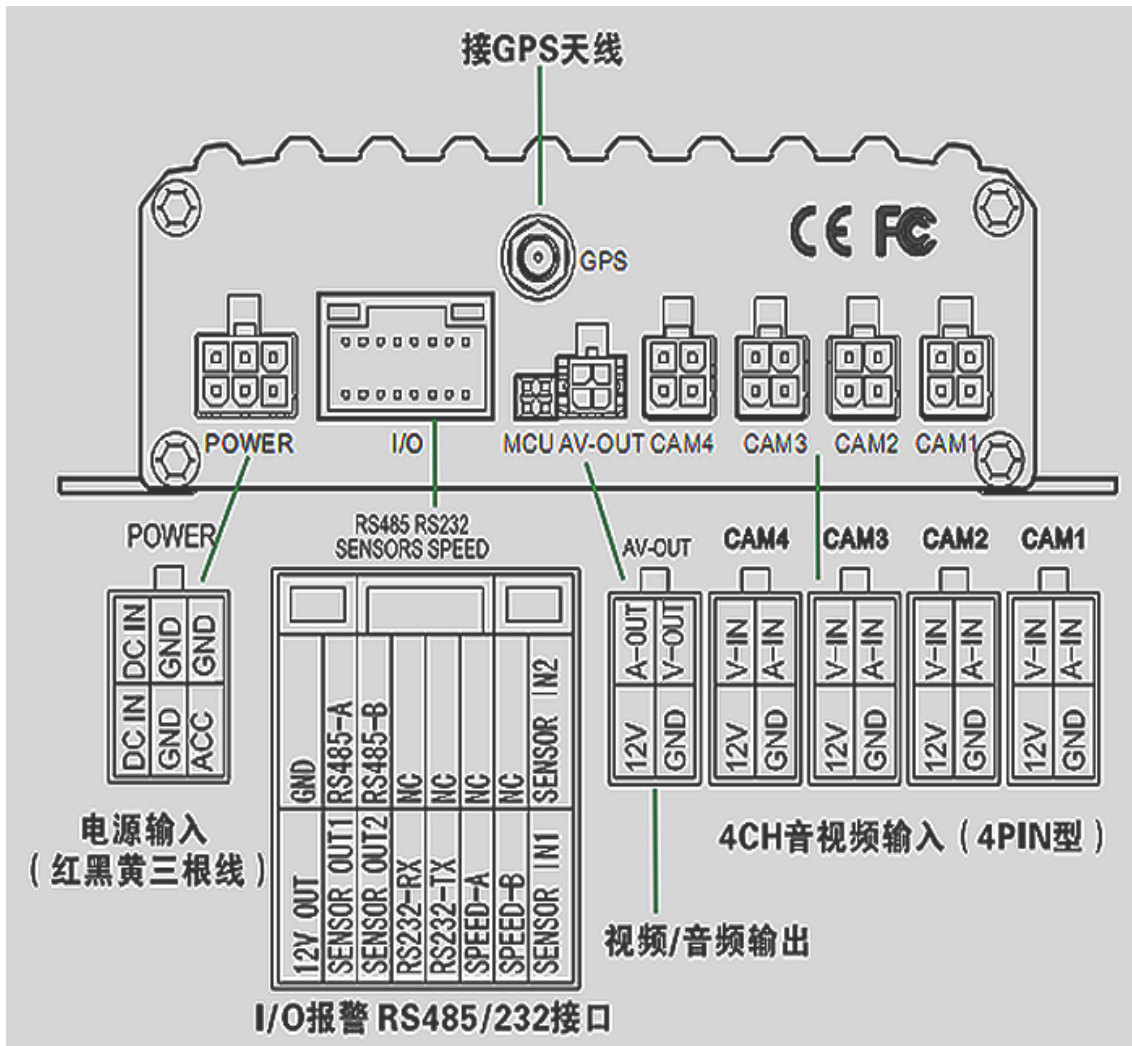 接GPS天线
CE FC
GPS
POWER
I/O
MCU AV-OUT CAM4 CAM3 CAM2 CAM1
RS485 RS232
SENSORS SPEED
POWER
AV-OUT
CAM4 CAM3 CAM2 CAM1
DC IN GND GND
DC IN GND ACC
GND RS485-A RS485-B NC NC NC NC SENSOR IN2
12V OUT SENSOR OUT1 SENSOR OUT2 RS232-RX RS232-TX SPEED-A SPEED-B SENSOR IN1
A-OUT V-OUT
12V GND
V-IN A-IN
12V GND
V-IN A-IN
12V GND
V-IN A-IN
12V GND
V-IN A-IN
12V GND
电源输入
（红黑黄三根线）
4CH音视频输入（4PIN型）
视频/音频输出
I/O报警 RS485/232接口